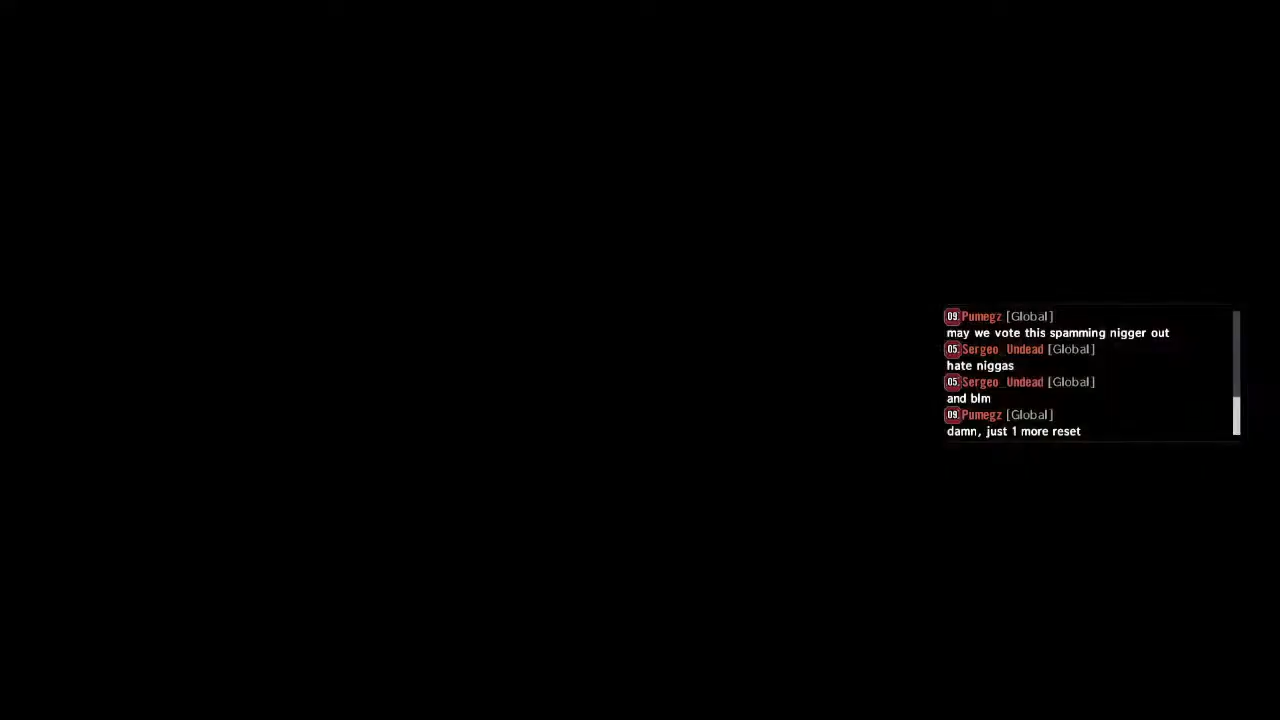 09 Pumegz [Global]
may we vote this spamming nigger out
05 Sergeo_Undead [Global]
hate niggas
05 Sergeo_Undead [Global]
and blm
09 Pumegz [Global]
damn, just 1 more reset